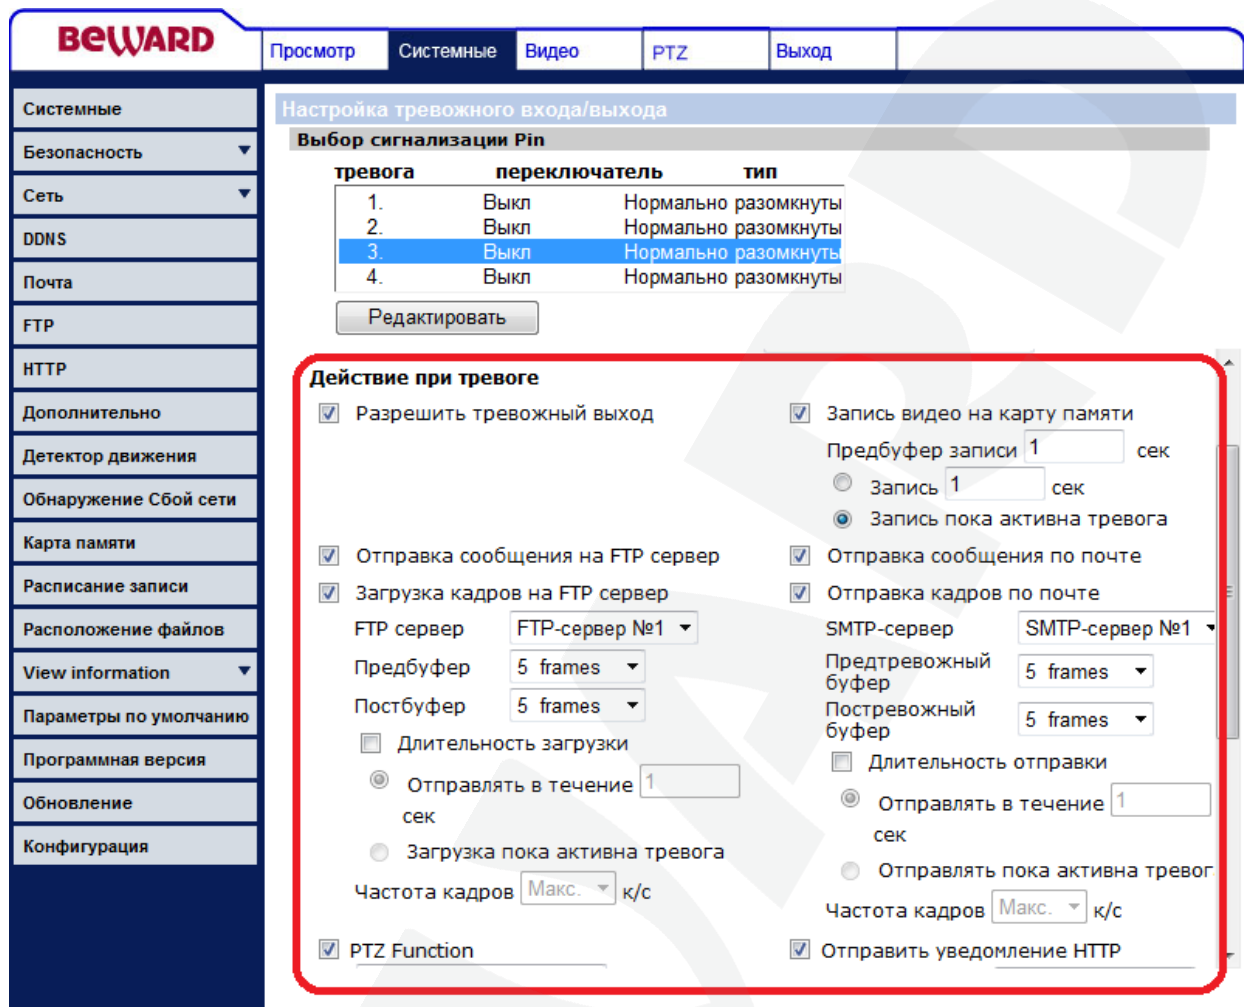 BEWARD
Просмотр
Системные
Видео
PTZ
Выход
Системные
Безопасность
Сеть
DDNS
Почта
FTP
HTTP
Дополнительно
Детектор движения
Обнаружение Сбой сети
Карта памяти
Расписание записи
Расположение файлов
View information
Параметры по умолчанию
Программная версия
Обновление
Конфигурация
Настройка тревожного входа/выхода
Выбор сигнализации Pin
тревога переключатель тип
1. Выкл Нормально разомкнуты
2. Выкл Нормально разомкнуты
3. Выкл Нормально разомкнуты
4. Выкл Нормально разомкнуты
Редактировать
Действие при тревоге
Разрешить тревожный выход
Запись видео на карту памяти
Предбуфер записи 1 сек
Запись 1 сек
Запись пока активна тревога
Отправка сообщения на FTP сервер
Отправка сообщения по почте
Загрузка кадров на FTP сервер
FTP сервер FTP-сервер №1
Предбуфер 5 frames
Постбуфер 5 frames
Длительность загрузки
Отправлять в течение 1
сек
Загрузка пока активна тревога
Частота кадров Макс. к/с
Отправка кадров по почте
SMTP-сервер SMTP-сервер №1
Предтревожный
буфер 5 frames
Постревожный
буфер 5 frames
Длительность отправки
Отправлять в течение 1
сек
Отправлять пока активна тревог
Частота кадров Макс. к/с
PTZ Function
Отправить уведомление HTTP